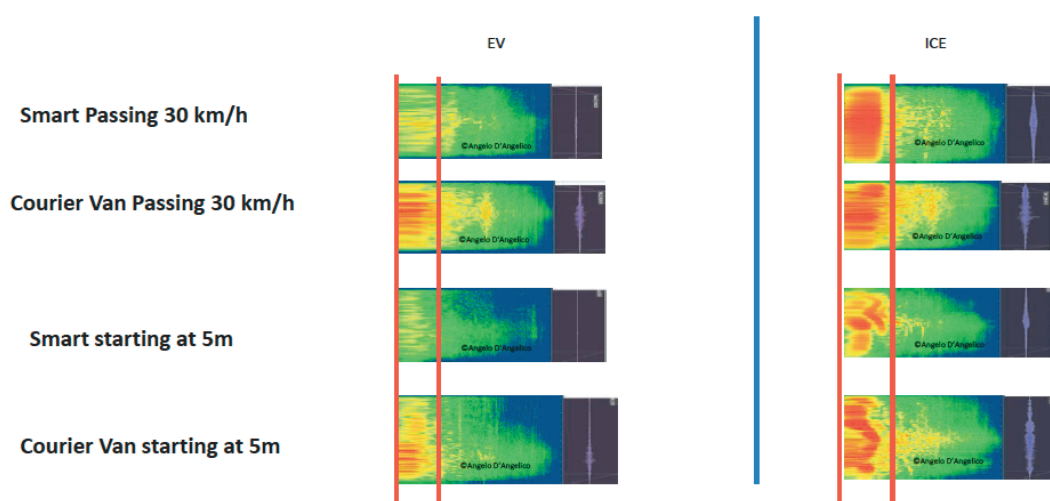 EV
ICE
Smart Passing 30 km/h
©Angelo D'Angelico
©Angelo D'Angelico
Courier Van Passing 30 km/h
©Angelo D'Angelico
©Angelo D'Angelico
Smart starting at 5m
©Angelo D'Angelico
©Angelo D'Angelico
Courier Van starting at 5m
©Angelo D'Angelico
©Angelo D'Angelico